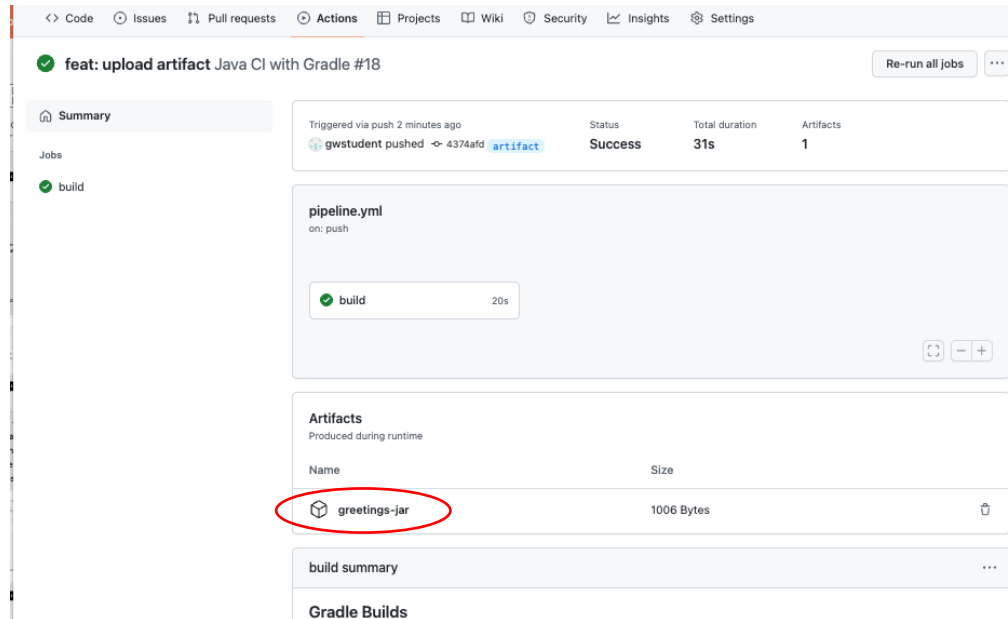 <> Code Issues Pull requests Actions Projects Wiki Security Insights Settings
feat: upload artifact Java CI with Gradle #18
Re-run all jobs ...
Summary
Jobs
build
Triggered via push 2 minutes ago
gwstudent pushed 4374afd artifact
Status
Success
Total duration
31s
Artifacts
1
pipeline.yml
on: push
build 20s
Artifacts
Produced during runtime
Name Size
greetings-jar 1006 Bytes
build summary ...
Gradle Builds